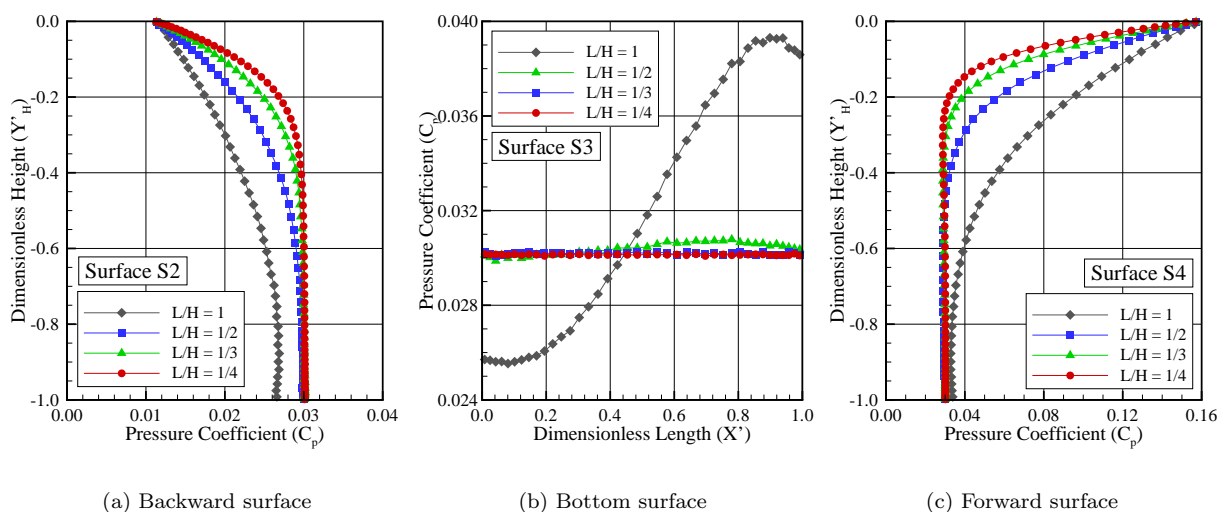 0.00
-0.2
-0.4
-0.6
-0.8
-1.0
0.00
0.01
0.02
0.03
0.04
Dimensionless Height (Y'H)
Pressure Coefficient (Cp)
Surface S2
L/H = 1
L/H = 1/2
L/H = 1/3
L/H = 1/4
(a) Backward surface
0.040
0.036
0.032
0.028
0.024
0.0
0.2
0.4
0.6
0.8
1.0
Pressure Coefficient (Cp)
Dimensionless Length (X')
L/H = 1
L/H = 1/2
L/H = 1/3
L/H = 1/4
Surface S3
(b) Bottom surface
0.00
-0.2
-0.4
-0.6
-0.8
-1.0
0.00
0.04
0.08
0.12
0.16
Dimensionless Height (Y'H)
Pressure Coefficient (Cp)
Surface S4
L/H = 1
L/H = 1/2
L/H = 1/3
L/H = 1/4
(c) Forward surface